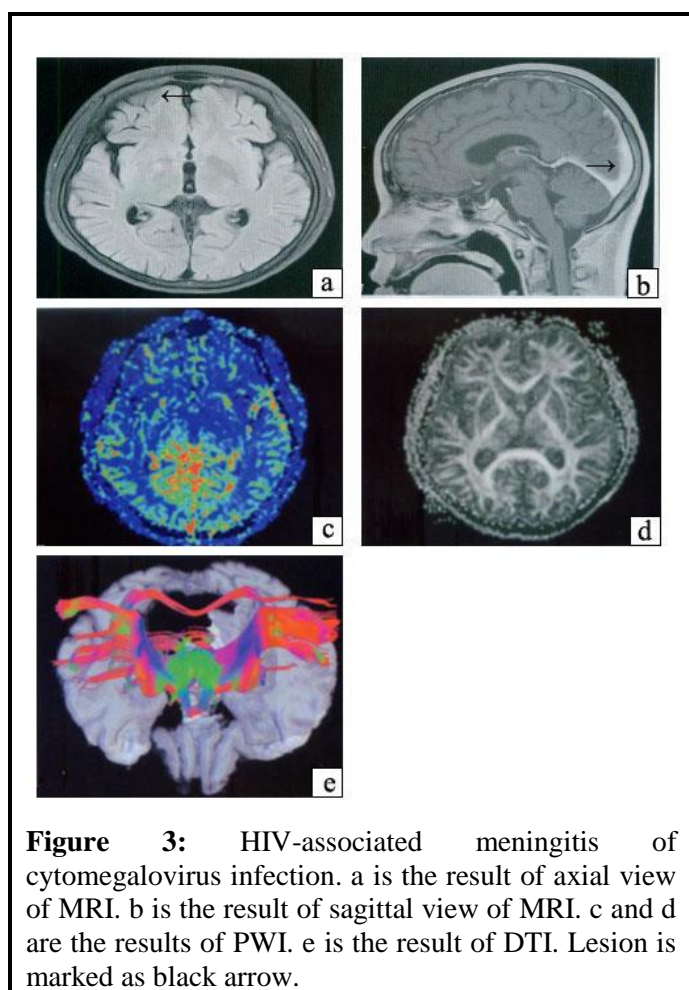 a
b
c
d
e
Figure 3: HIV-associated meningitis of
cytomegalovirus infection. a is the result of axial view
of MRI. b is the result of sagittal view of MRI. c and d
are the results of PWI. e is the result of DTI. Lesion is
marked as black arrow.